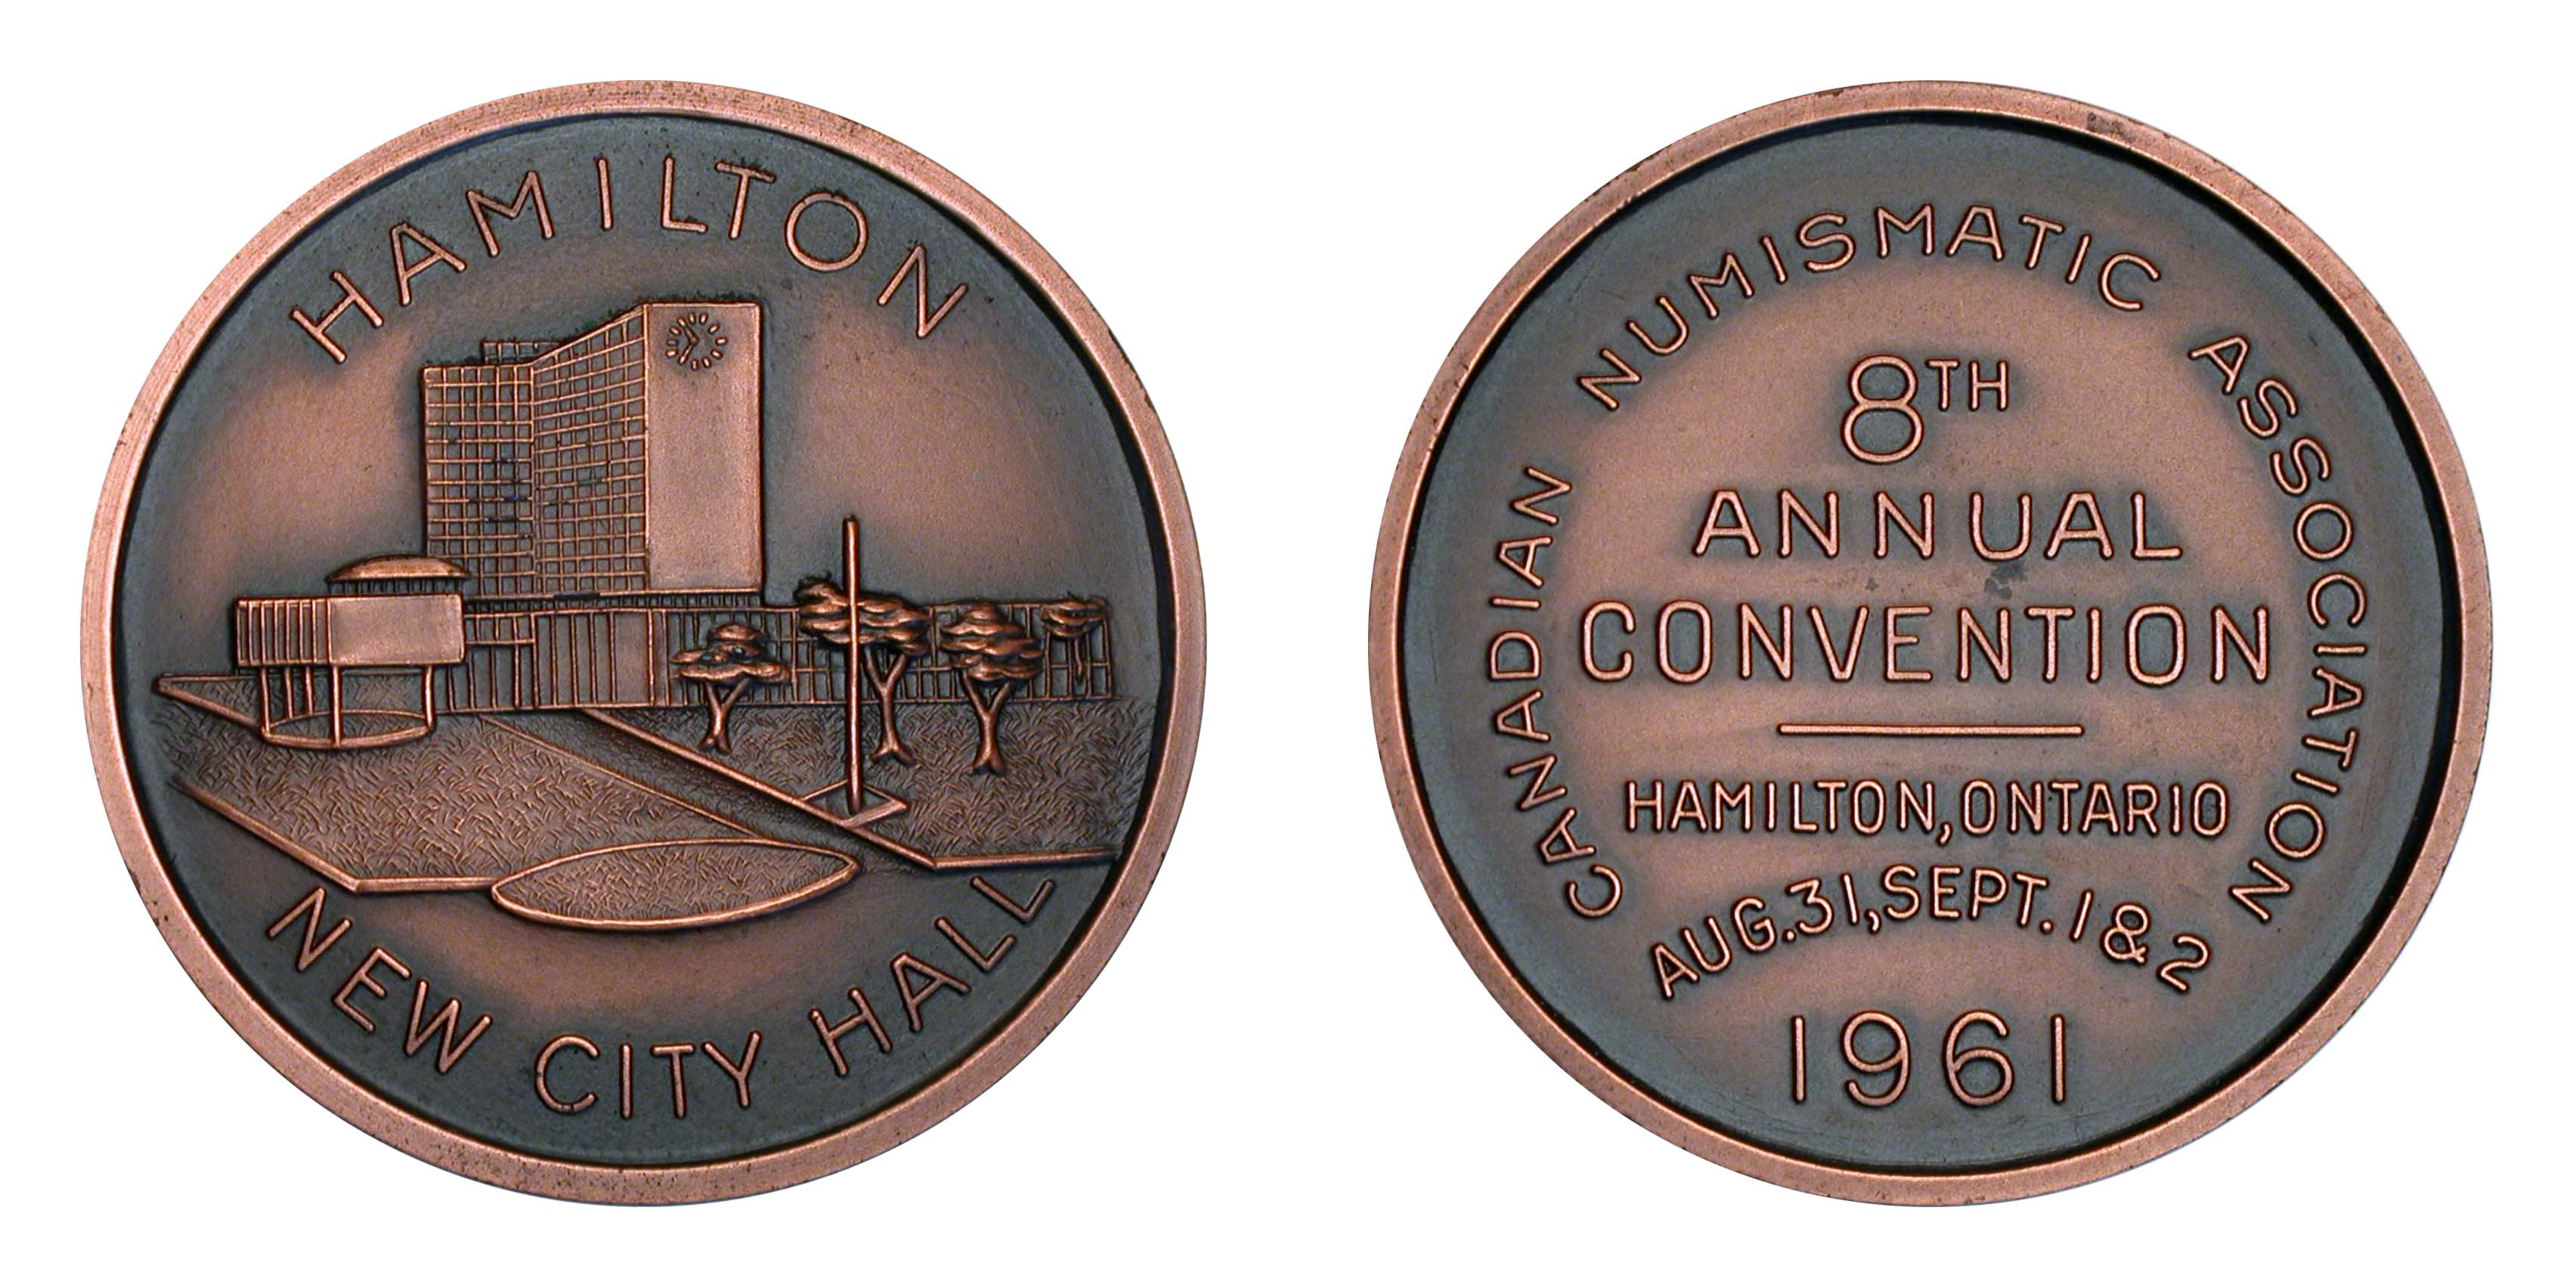 HAMILTON
NEW CITY HALL
CANADIAN NUMISMATIC ASSOCIATION
8TH
ANNUAL
CONVENTION
HAMILTON, ONTARIO
AUG. 31, SEPT. 1 & 2
1961